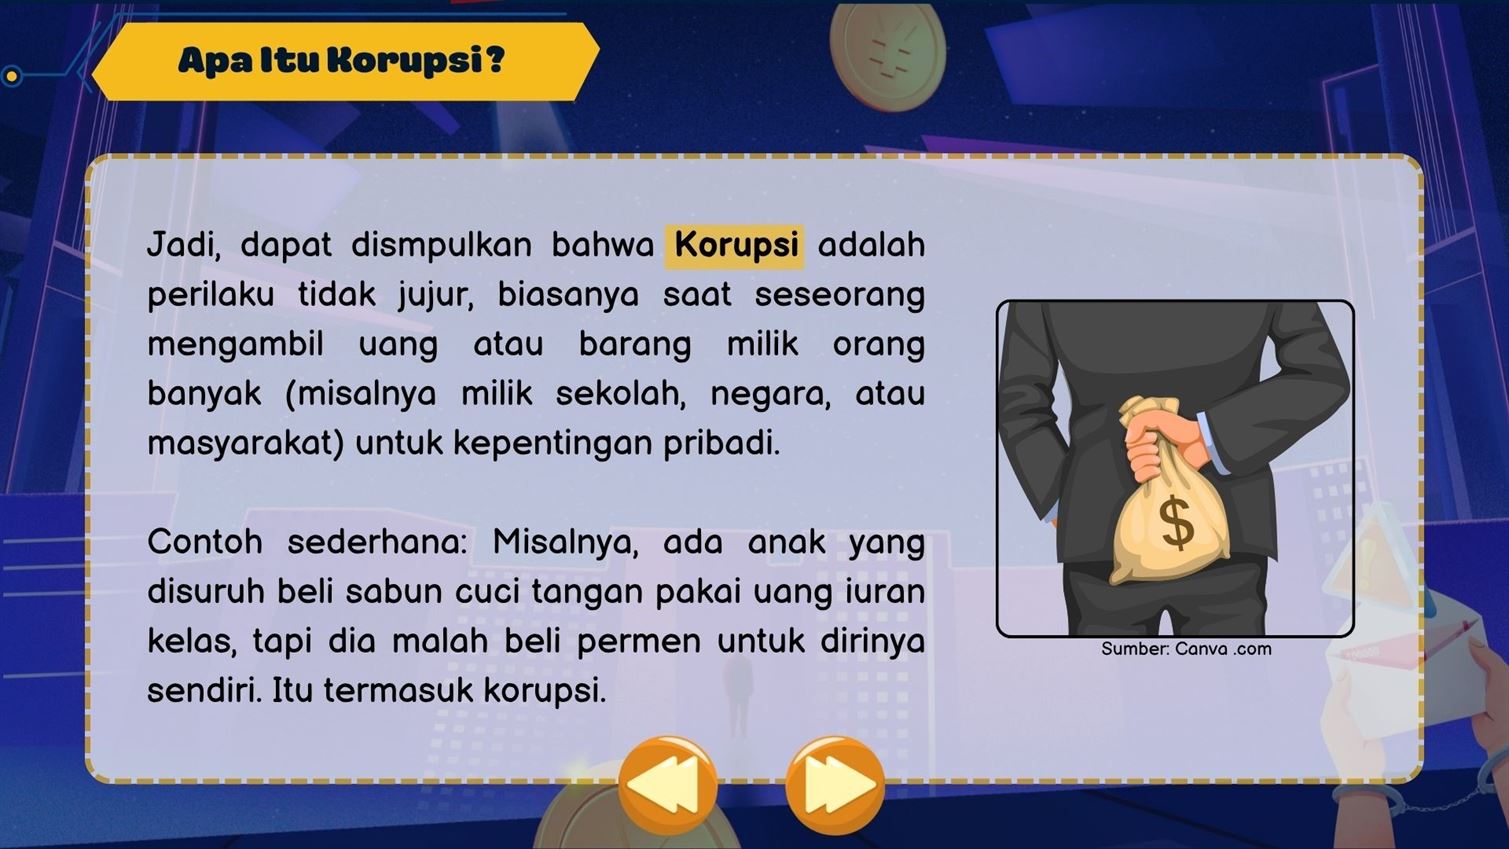 Apa Itu Korupsi?
Jadi, dapat dismpulkan bahwa Korupsi adalah
perilaku tidak jujur, biasanya saat seseorang
mengambil uang atau barang milik orang
banyak (misalnya milik sekolah, negara, atau
masyarakat) untuk kepentingan pribadi.
Contoh sederhana: Misalnya, ada anak yang
disuruh beli sabun cuci tangan pakai uang iuran
kelas, tapi dia malah beli permen untuk dirinya
sendiri. Itu termasuk korupsi.
$
Sumber: Canva .com